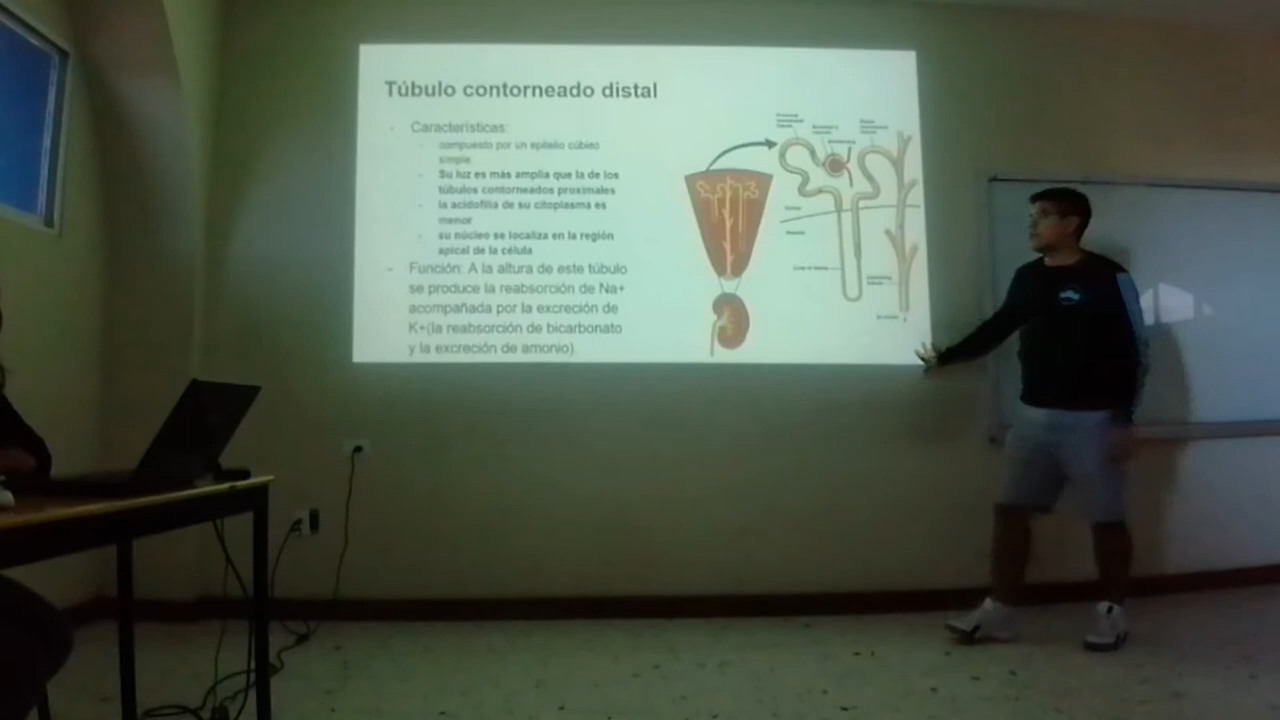 Túbulo contorneado distal
- Características:
- compuesto por un epitelio cúbico
simple
- Su luz es más amplia que la de los
túbulos contorneados proximales
- la acidofilia de su citoplasma es
menor
- su núcleo se localiza en la región
apical de la célula
- Función: A la altura de este túbulo
se produce la reabsorción de Na+
acompañada por la excreción de
K+(la reabsorción de bicarbonato
y la excreción de amonio).